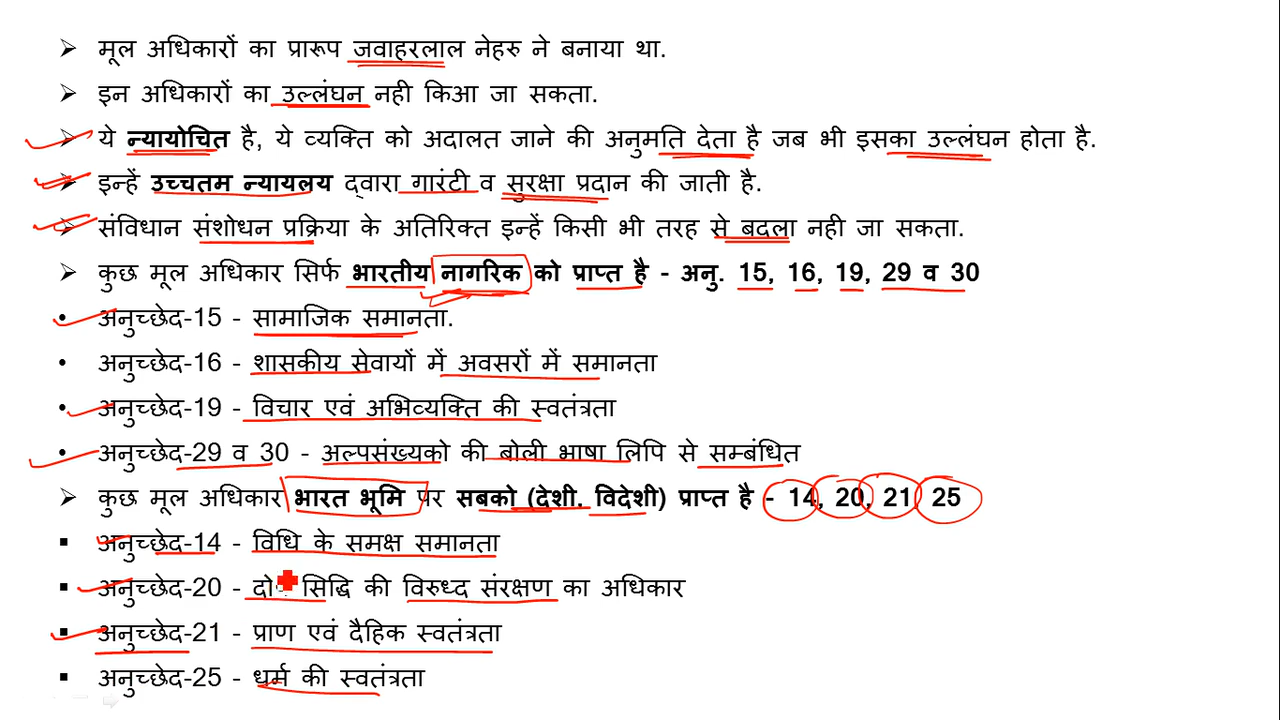 ➢ मूल अधिकारों का प्रारूप जवाहरलाल नेहरु ने बनाया था.
➢ इन अधिकारों का उल्लंघन नही किआ जा सकता.
➢ ये न्यायोचित है, ये व्यक्ति को अदालत जाने की अनुमति देता है जब भी इसका उल्लंघन होता है.
➢ इन्हें उच्चतम न्यायलय द्वारा गारंटी व सुरक्षा प्रदान की जाती है.
➢ संविधान संशोधन प्रक्रिया के अतिरिक्त इन्हें किसी भी तरह से बदला नही जा सकता.
➢ कुछ मूल अधिकार सिर्फ भारतीय नागरिक को प्राप्त है - अनु. 15, 16, 19, 29 व 30
• अनुच्छेद-15 - सामाजिक समानता.
• अनुच्छेद-16 - शासकीय सेवायों में अवसरों में समानता
• अनुच्छेद-19 - विचार एवं अभिव्यक्ति की स्वतंत्रता
• अनुच्छेद-29 व 30 - अल्पसंख्यको की बोली भाषा लिपि से सम्बंधित
➢ कुछ मूल अधिकार भारत भूमि पर सबको (देशी, विदेशी) प्राप्त है - 14, 20, 21, 25
▪ अनुच्छेद-14 - विधि के समक्ष समानता
▪ अनुच्छेद-20 - सिद्धि की विरुध्द संरक्षण का अधिकार
▪ अनुच्छेद-21 - प्राण एवं दैहिक स्वतंत्रता
▪ अनुच्छेद-25 - धर्म की स्वतंत्रता